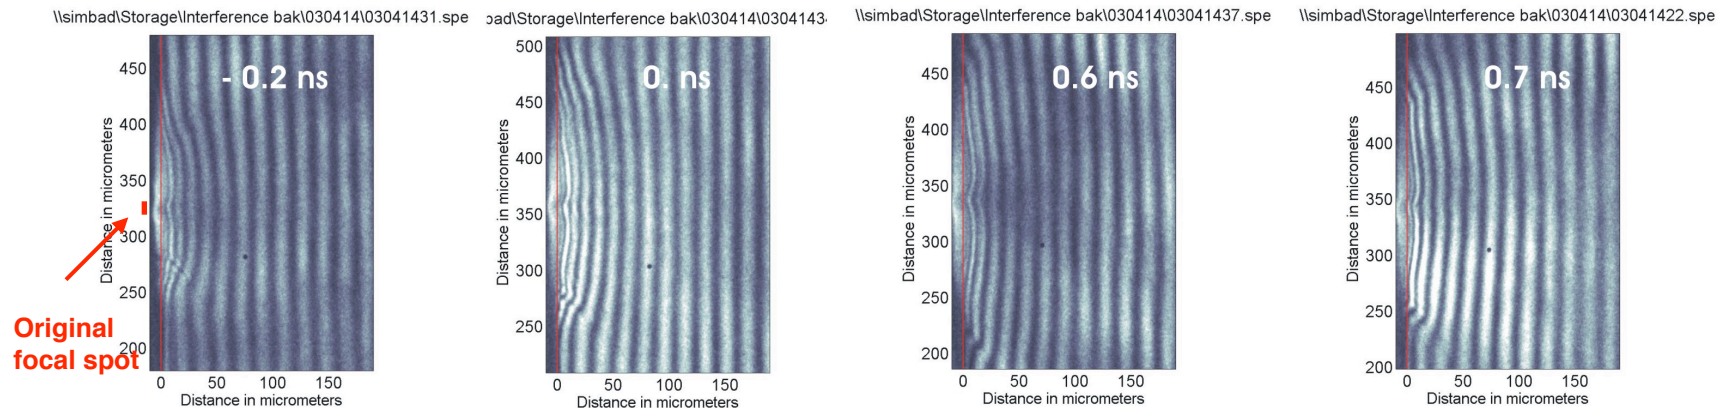 \\simbad\Storage\Interference bak\030414\03041431.spe
- 0.2 ns
450
400
350
300
250
200
0
50
100
150
Distance in micrometers
Distance in micrometers
Original
focal spot
bad\Storage\Interference bak\030414\0304143
0. ns
500
450
400
350
300
250
0
50
100
150
Distance in micrometers
Distance in micrometers
\\simbad\Storage\Interference bak\030414\03041437.spe
0.6 ns
450
400
350
300
250
200
0
50
100
150
Distance in micrometers
Distance in micrometers
\\simbad\Storage\Interference bak\030414\03041422.spe
0.7 ns
450
400
350
300
250
200
0
50
100
150
Distance in micrometers
Distance in micrometers